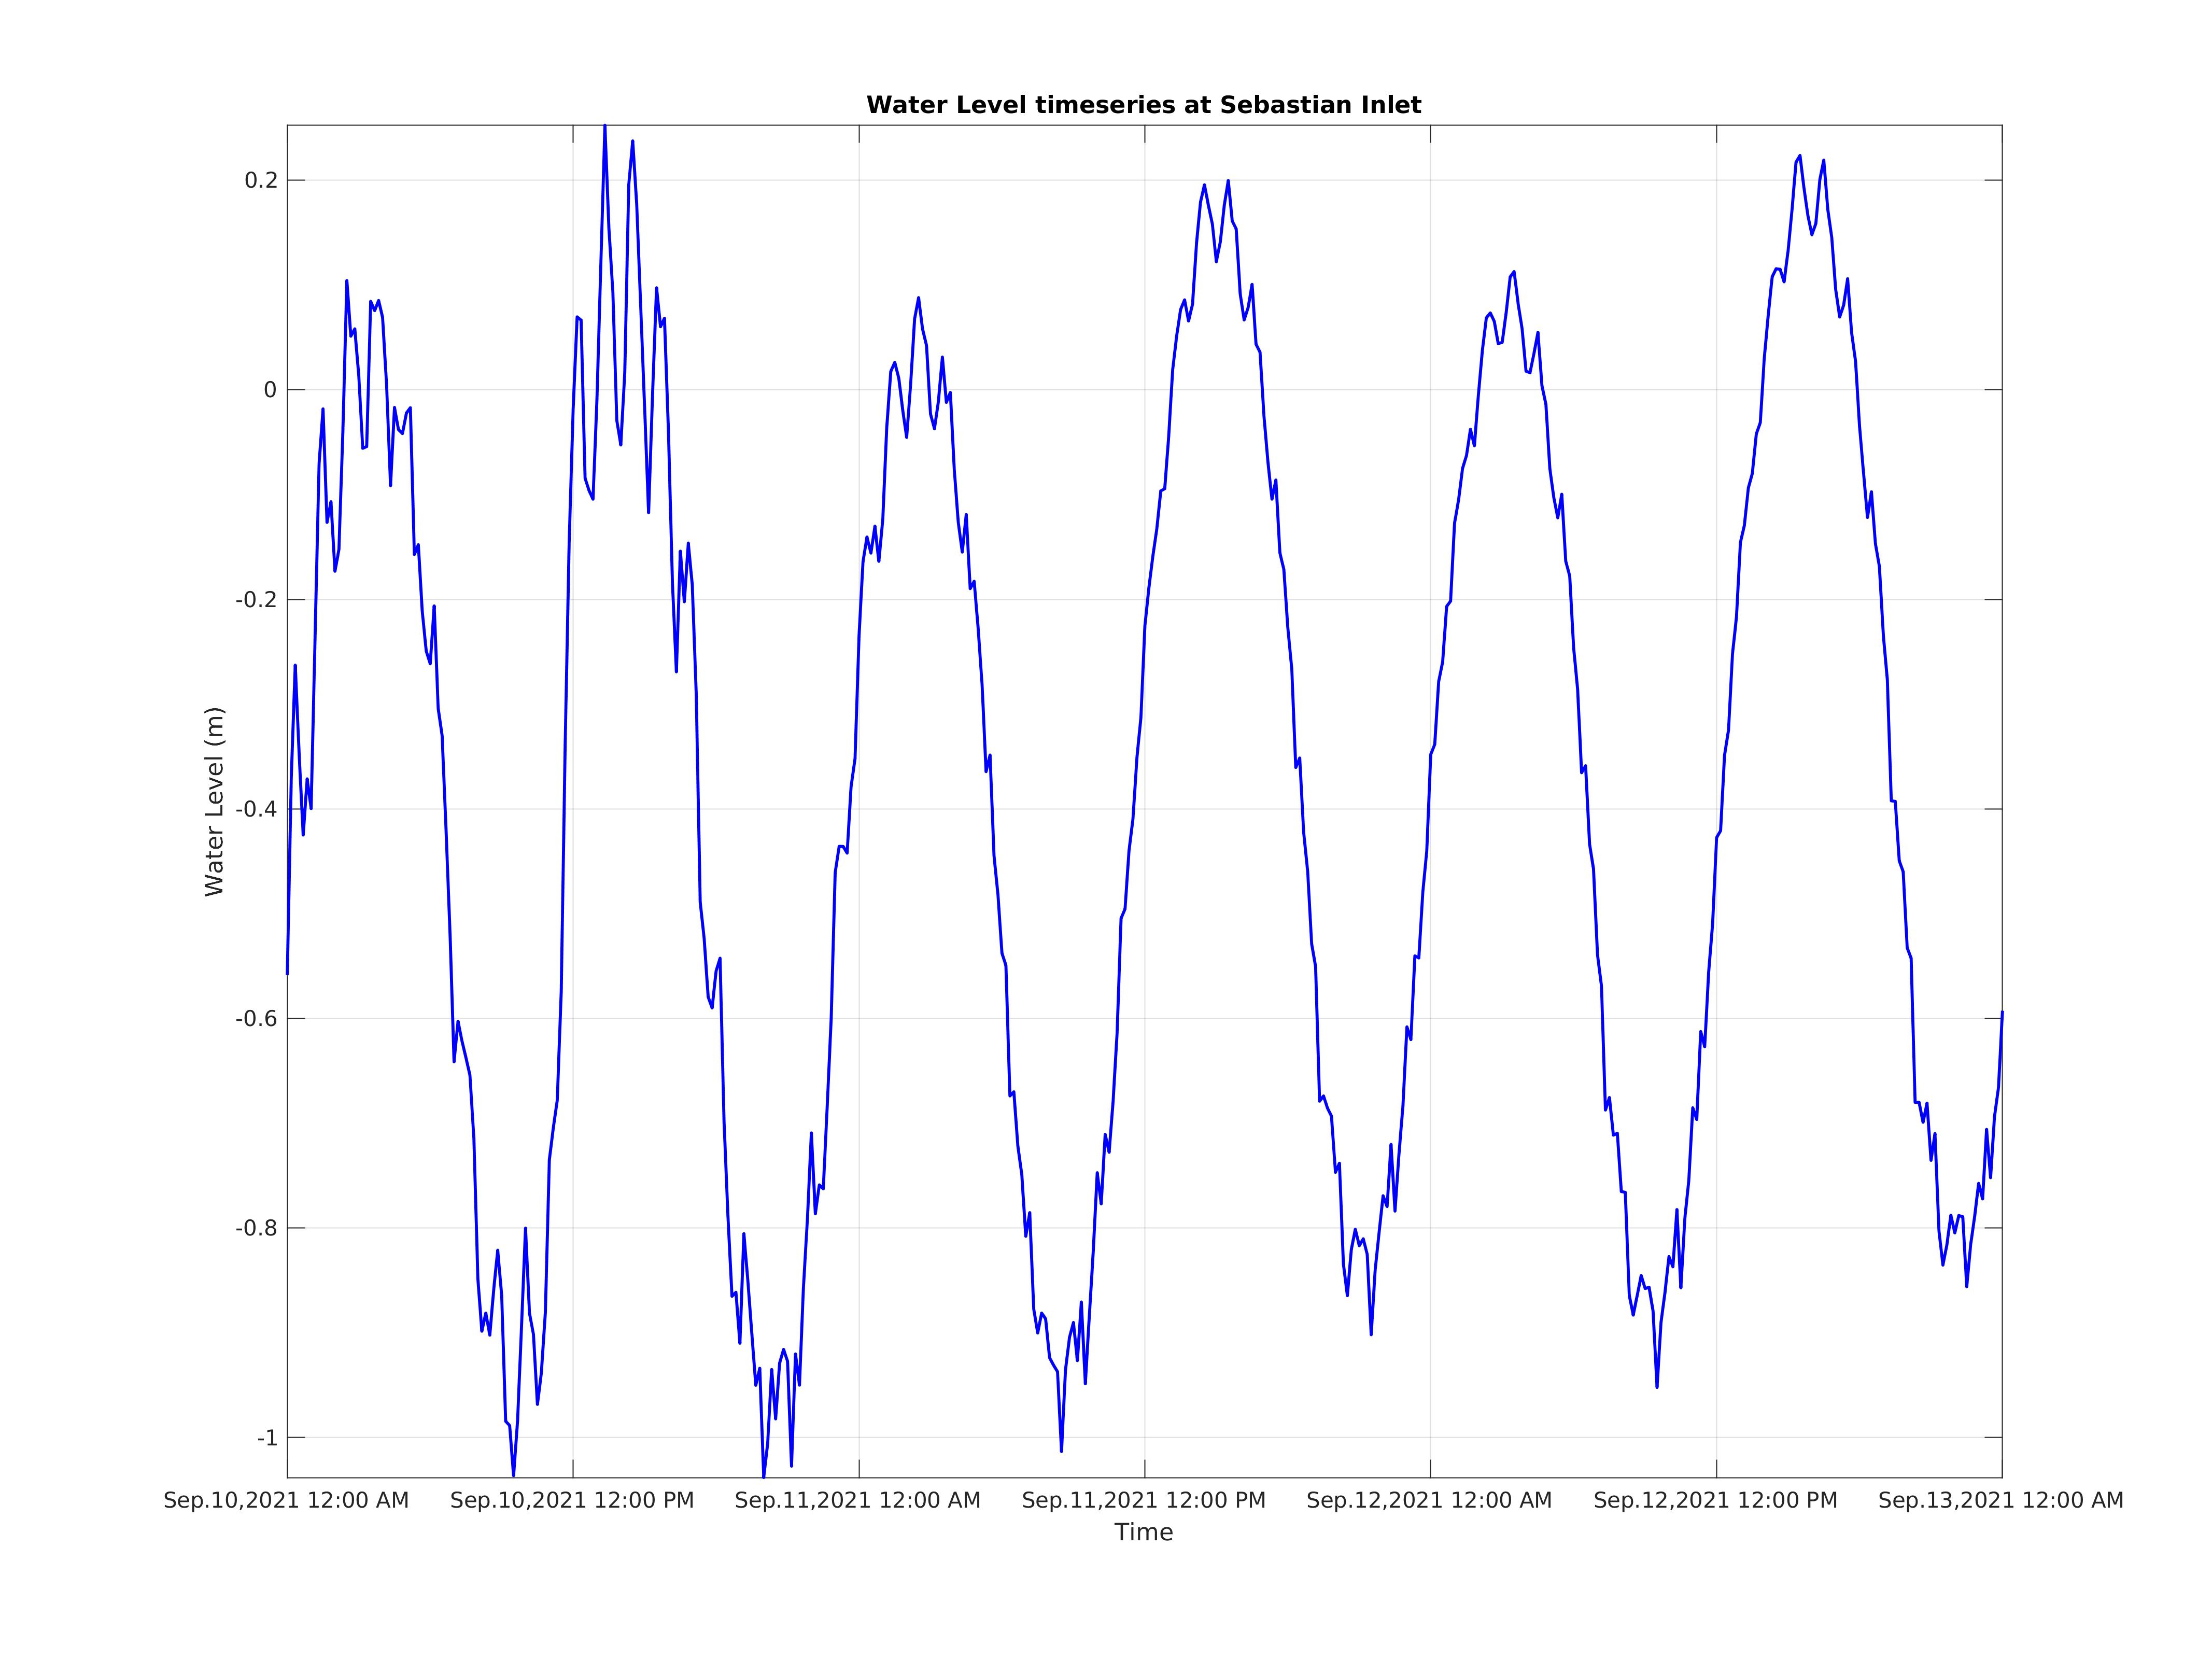 Water Level timeseries at Sebastian Inlet
0.2
0
-0.2
-0.4
-0.6
-0.8
-1
Water Level (m)
Sep.10,2021 12:00 AM
Sep.10,2021 12:00 PM
Sep.11,2021 12:00 AM
Sep.11,2021 12:00 PM
Sep.12,2021 12:00 AM
Sep.12,2021 12:00 PM
Sep.13,2021 12:00 AM
Time